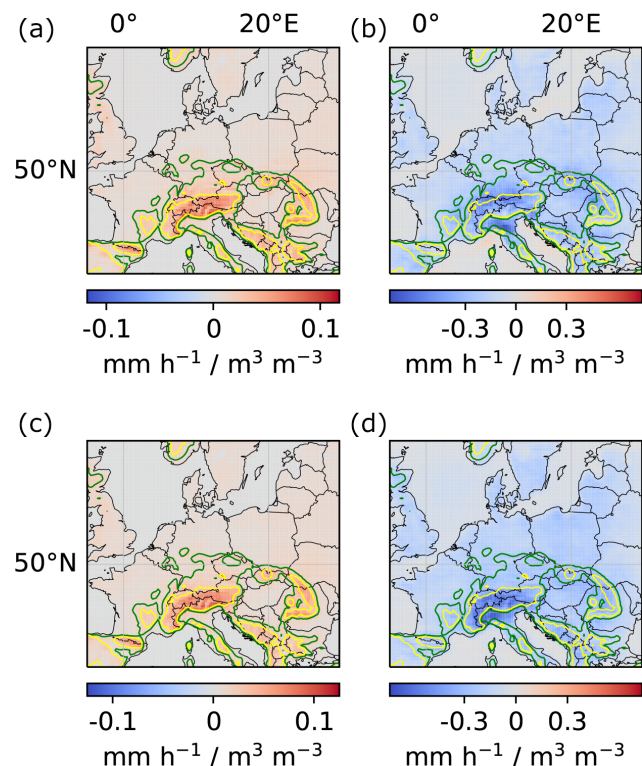 (a) 0° 20°E (b) 0° 20°E
50°N
-0.1 0 0.1 -0.3 0 0.3
mm h⁻¹ / m³ m⁻³ mm h⁻¹ / m³ m⁻³
(c) (d)
50°N
-0.1 0 0.1 -0.3 0 0.3
mm h⁻¹ / m³ m⁻³ mm h⁻¹ / m³ m⁻³